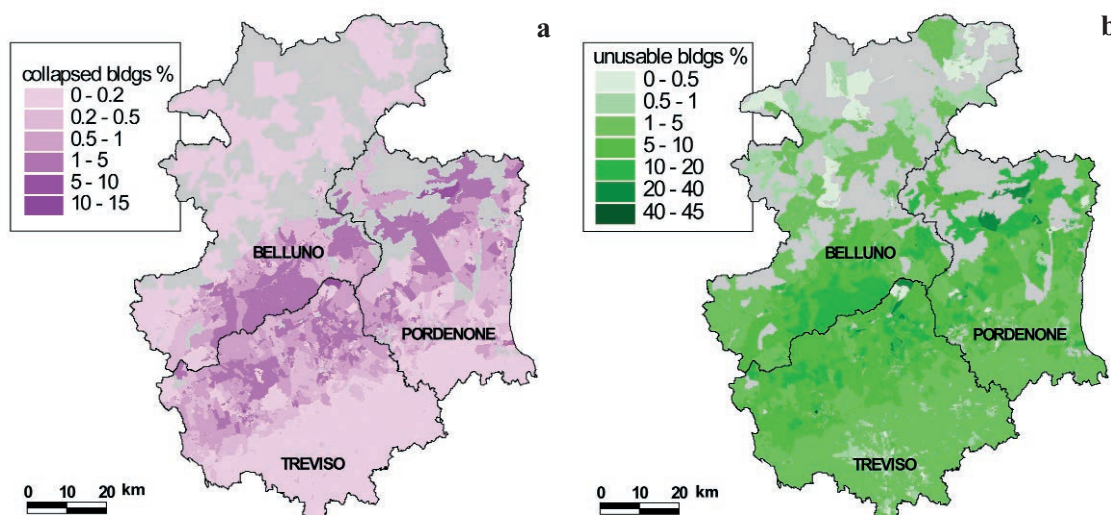 a
collapsed bldgs %
0 - 0.2
0.2 - 0.5
0.5 - 1
1 - 5
5 - 10
10 - 15
BELLUNO
PORDENONE
TREVISO
0 10 20 km
b
unusable bldgs %
0 - 0.5
0.5 - 1
1 - 5
5 - 10
10 - 20
20 - 40
40 - 45
BELLUNO
PORDENONE
TREVISO
0 10 20 km